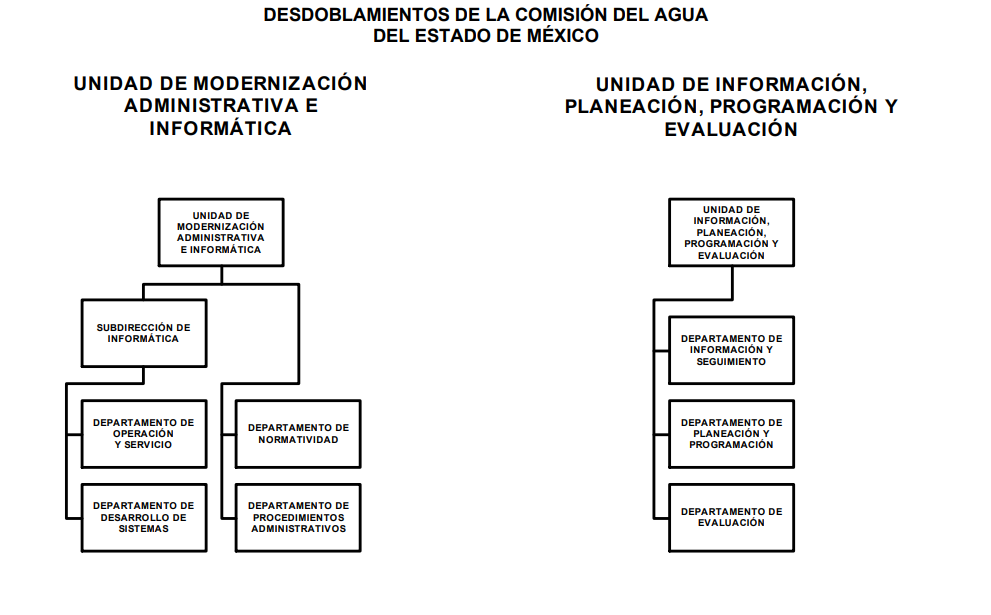 DESDOBLAMIENTOS DE LA COMISIÓN DEL AGUA
DEL ESTADO DE MÉXICO
UNIDAD DE MODERNIZACIÓN
ADMINISTRATIVA E
INFORMÁTICA
UNIDAD DE
MODERNIZACIÓN
ADMINISTRATIVA
E INFORMÁTICA
SUBDIRECCIÓN DE
INFORMÁTICA
DEPARTAMENTO DE
OPERACIÓN
Y SERVICIO
DEPARTAMENTO DE
DESARROLLO DE
SISTEMAS
DEPARTAMENTO DE
NORMATIVIDAD
DEPARTAMENTO DE
PROCEDIMIENTOS
ADMINISTRATIVOS
UNIDAD DE INFORMACIÓN,
PLANEACIÓN, PROGRAMACIÓN Y
EVALUACIÓN
UNIDAD DE
INFORMACIÓN,
PLANEACIÓN,
PROGRAMACIÓN Y
EVALUACIÓN
DEPARTAMENTO DE
INFORMACIÓN Y
SEGUIMIENTO
DEPARTAMENTO DE
PLANEACIÓN Y
PROGRAMACIÓN
DEPARTAMENTO DE
EVALUACIÓN